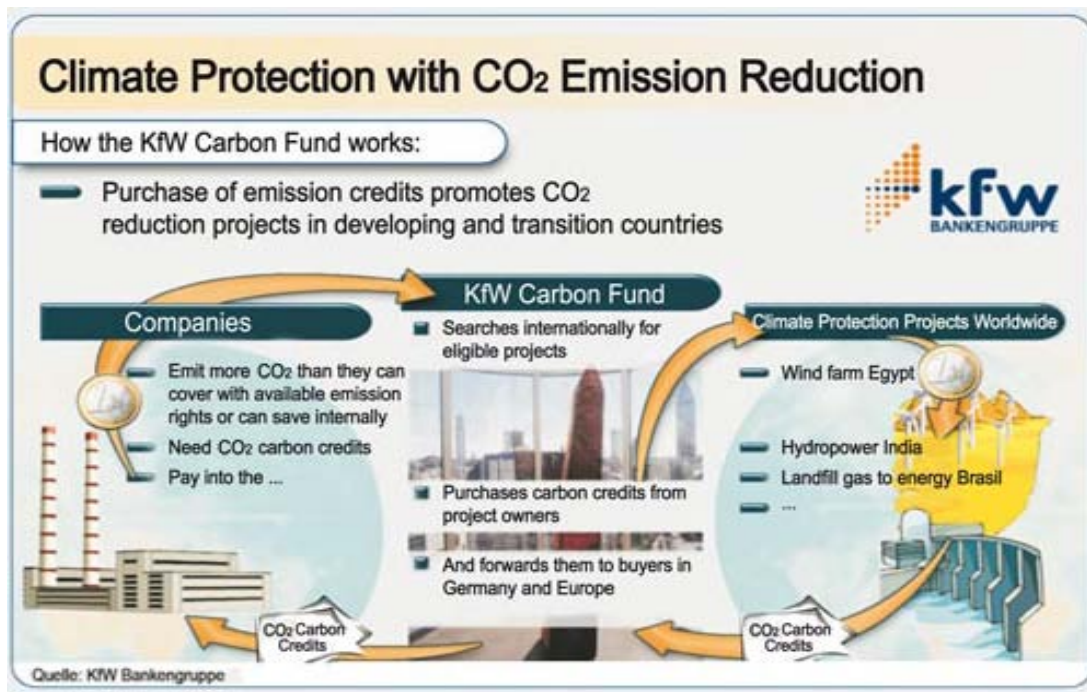 Climate Protection with CO₂ Emission Reduction
How the KfW Carbon Fund works:
Purchase of emission credits promotes CO₂
reduction projects in developing and transition countries
kfw
BANKENGRUPPE
Companies
Emit more CO₂ than they can
cover with available emission
rights or can save internally
Need CO₂ carbon credits
Pay into the ...
KfW Carbon Fund
Searches internationally for
eligible projects
Purchases carbon credits from
project owners
And forwards them to buyers in
Germany and Europe
Climate Protection Projects Worldwide
Wind farm Egypt
Hydropower India
Landfill gas to energy Brasil
...
CO₂ Carbon
Credits
CO₂ Carbon
Credits
Quelle: KfW Bankengruppe